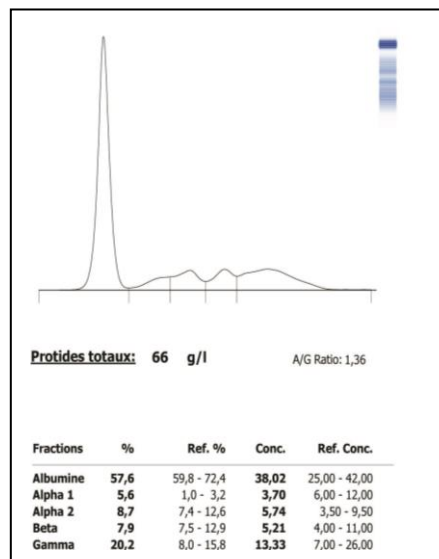 Protides totaux: 66 g/l A/G Ratio: 1,36
Fractions % Ref. % Conc. Ref. Conc.
Albumine 57,6 59,8 - 72,4 38,02 25,00 - 42,00
Alpha 1 5,6 1,0 - 3,2 3,70 6,00 - 12,00
Alpha 2 8,7 7,4 - 12,6 5,74 3,50 - 9,50
Beta 7,9 7,5 - 12,9 5,21 4,00 - 11,00
Gamma 20,2 8,0 - 15,8 13,33 7,00 - 26,00